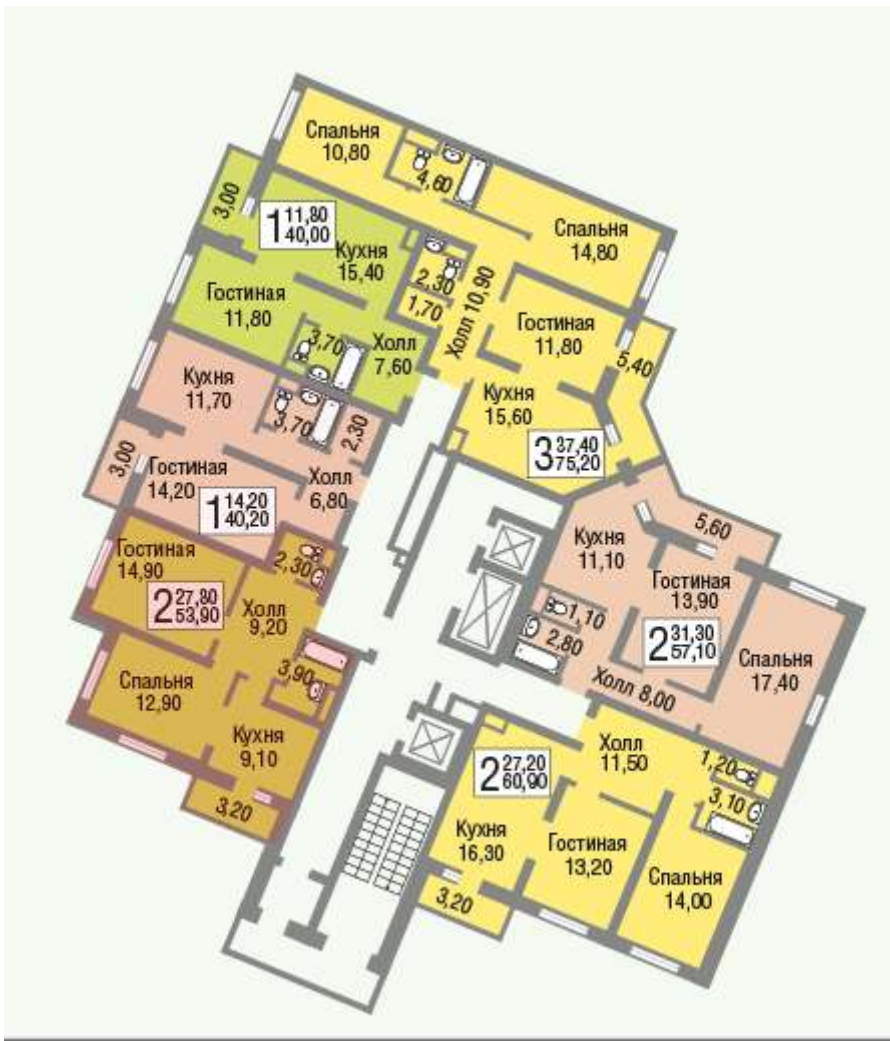 Спальня
10,80
4,60
Спальня
14,80
3,00
1 11,80
40,00
Кухня
15,40
2,30
1,70
Холл 10,90
Гостиная
11,80
Гостиная
11,80
5,40
3,70
Холл
7,60
Кухня
15,60
3 37,40
75,20
Кухня
11,70
3,70
2,30
3,00
Гостиная
14,20
1 14,20
40,20
Холл
6,80
5,60
Кухня
11,10
Гостиная
13,90
1,10
2,80
2 31,30
57,10
Спальня
17,40
Холл 8,00
Гостиная
14,90
2,30
2 27,80
53,90
Холл
9,20
3,90
Спальня
12,90
Кухня
9,10
3,20
Холл
11,50
1,20
3,10
2 27,20
60,90
Кухня
16,30
Гостиная
13,20
Спальня
14,00
3,20